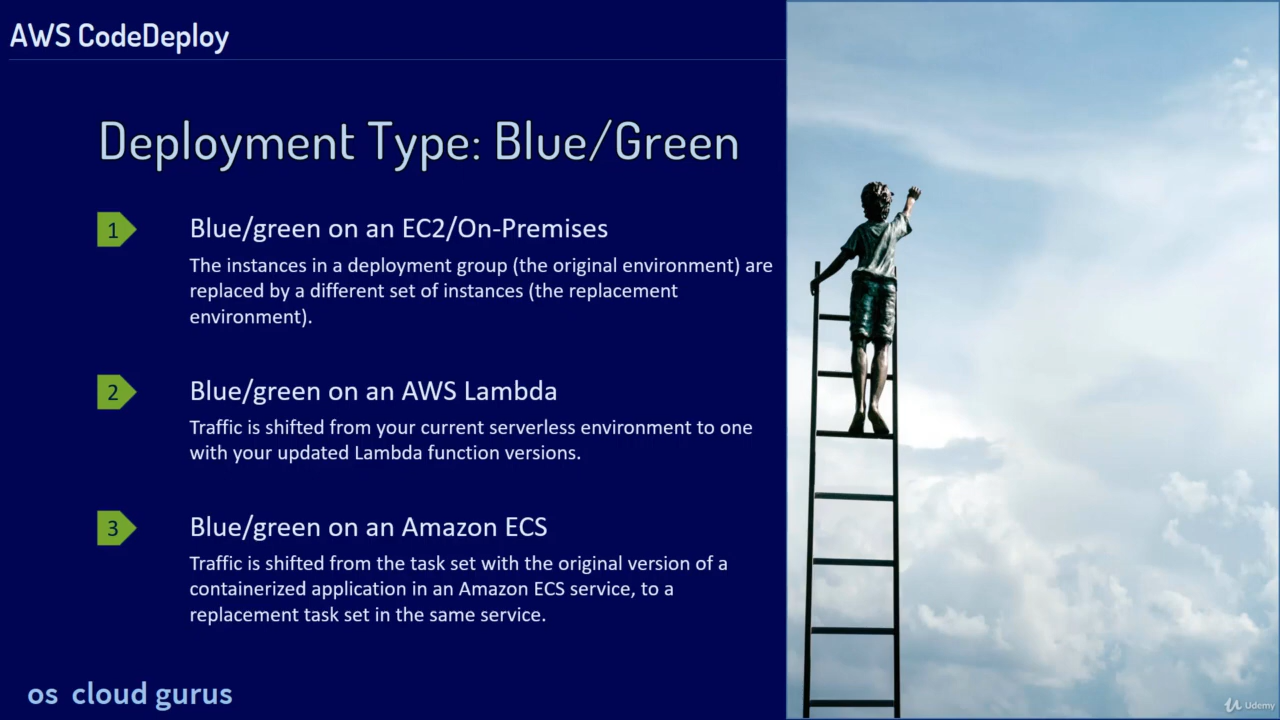 AWS CodeDeploy
Deployment Type: Blue/Green
1
Blue/green on an EC2/On-Premises
The instances in a deployment group (the original environment) are
replaced by a different set of instances (the replacement
environment).
2
Blue/green on an AWS Lambda
Traffic is shifted from your current serverless environment to one
with your updated Lambda function versions.
3
Blue/green on an Amazon ECS
Traffic is shifted from the task set with the original version of a
containerized application in an Amazon ECS service, to a
replacement task set in the same service.
os cloud gurus
Udemy